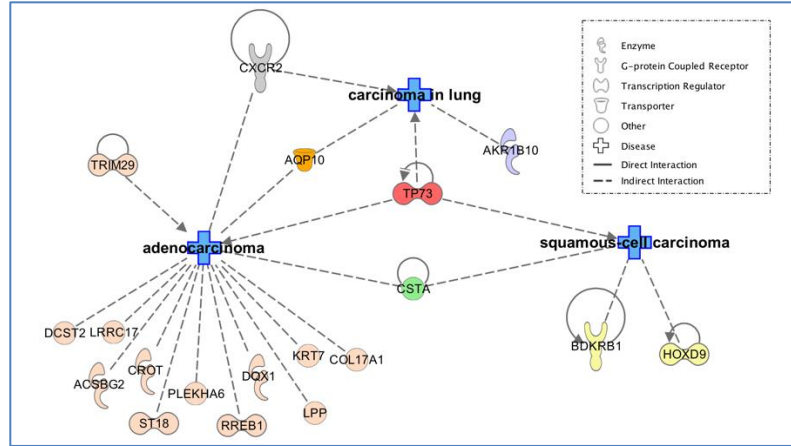 CXCR2
carcinoma in lung
TRIM29
AQP10
AKR1B10
TP73
adenocarcinoma
squamous-cell carcinoma
CSTA
DCST2
LRRC17
ACSBG2
CROT
ST18
PLEKHA6
RREB1
DQX1
LPP
KRT7
COL17A1
BDKRB1
HOXD9
Enzyme
G-protein Coupled Receptor
Transcription Regulator
Transporter
Other
Disease
Direct Interaction
Indirect Interaction